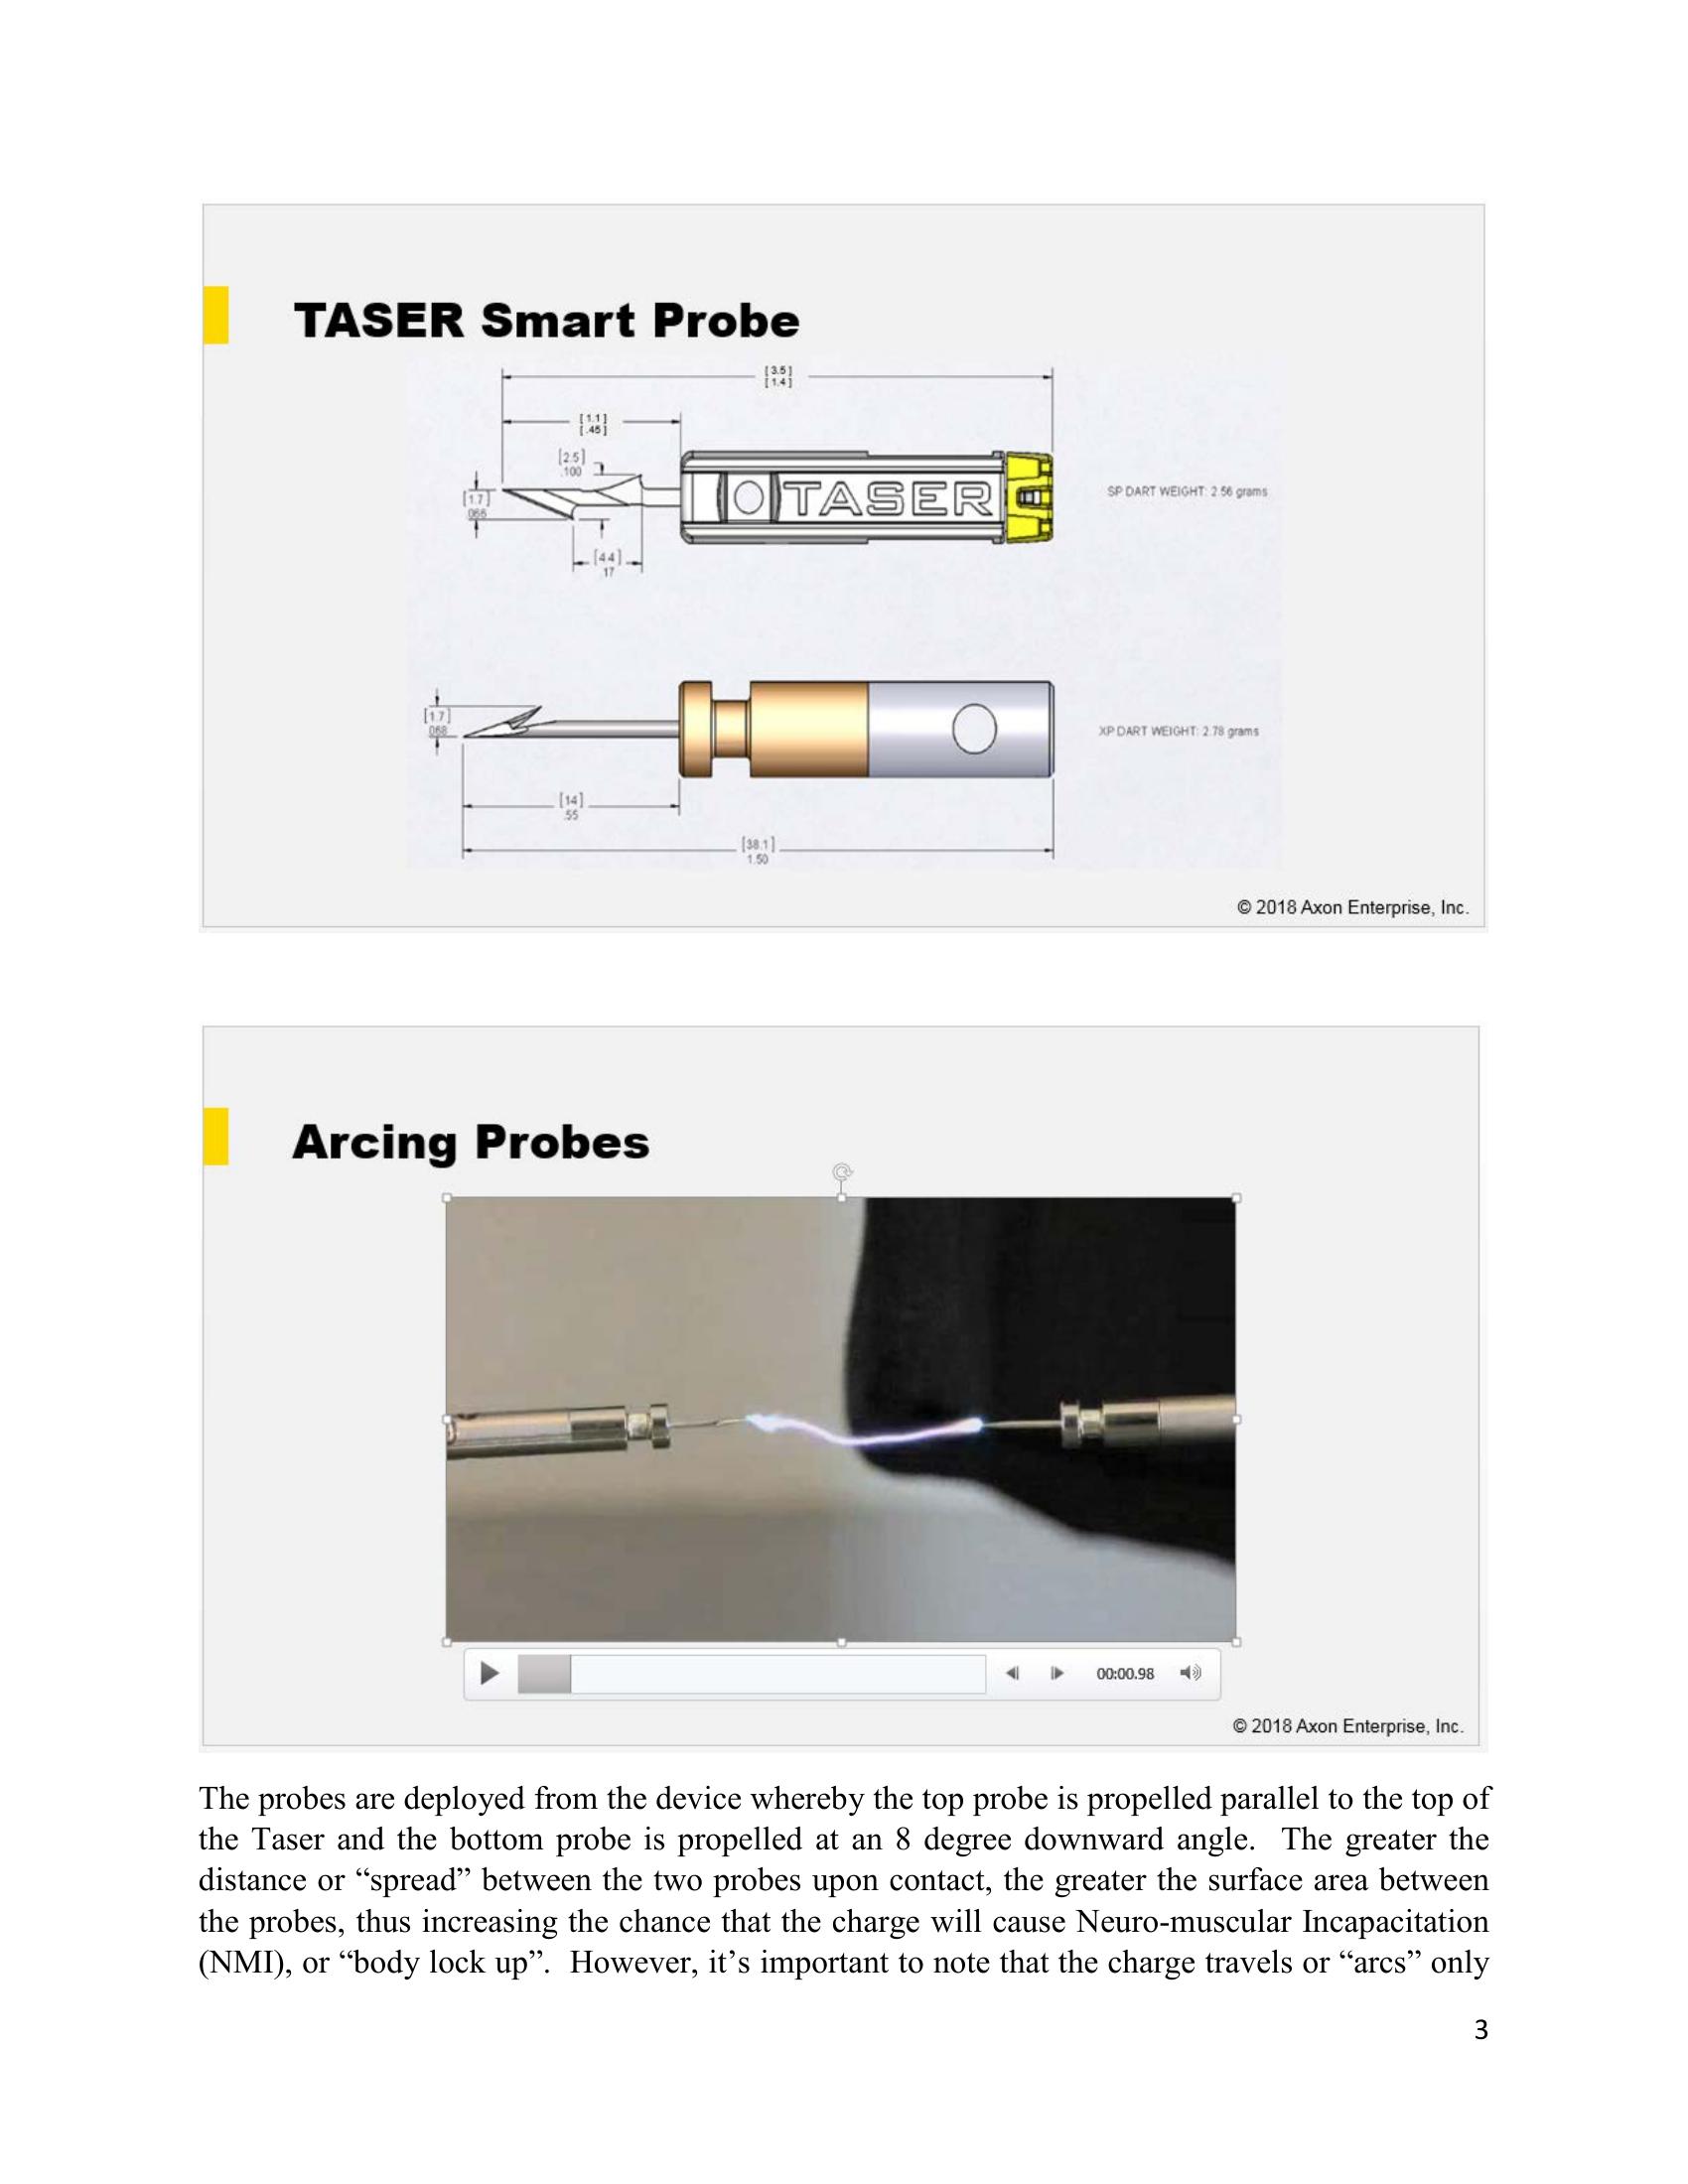 TASER Smart Probe
[3.5]
[1.4]
[1.1]
[.45]
[2.5]
.100
[1.7]
.066
TASER
SP DART WEIGHT: 2.56 grams
[4.4]
.17
[1.7]
.068
XP DART WEIGHT: 2.78 grams
[14]
.55
[38.1]
1.50
© 2018 Axon Enterprise, Inc.
Arcing Probes
00:00.98
© 2018 Axon Enterprise, Inc.
The probes are deployed from the device whereby the top probe is propelled parallel to the top of
the Taser and the bottom probe is propelled at an 8 degree downward angle.  The greater the
distance or “spread” between the two probes upon contact, the greater the surface area between
the probes, thus increasing the chance that the charge will cause Neuro-muscular Incapacitation
(NMI), or “body lock up”.  However, it’s important to note that the charge travels or “arcs” only
3